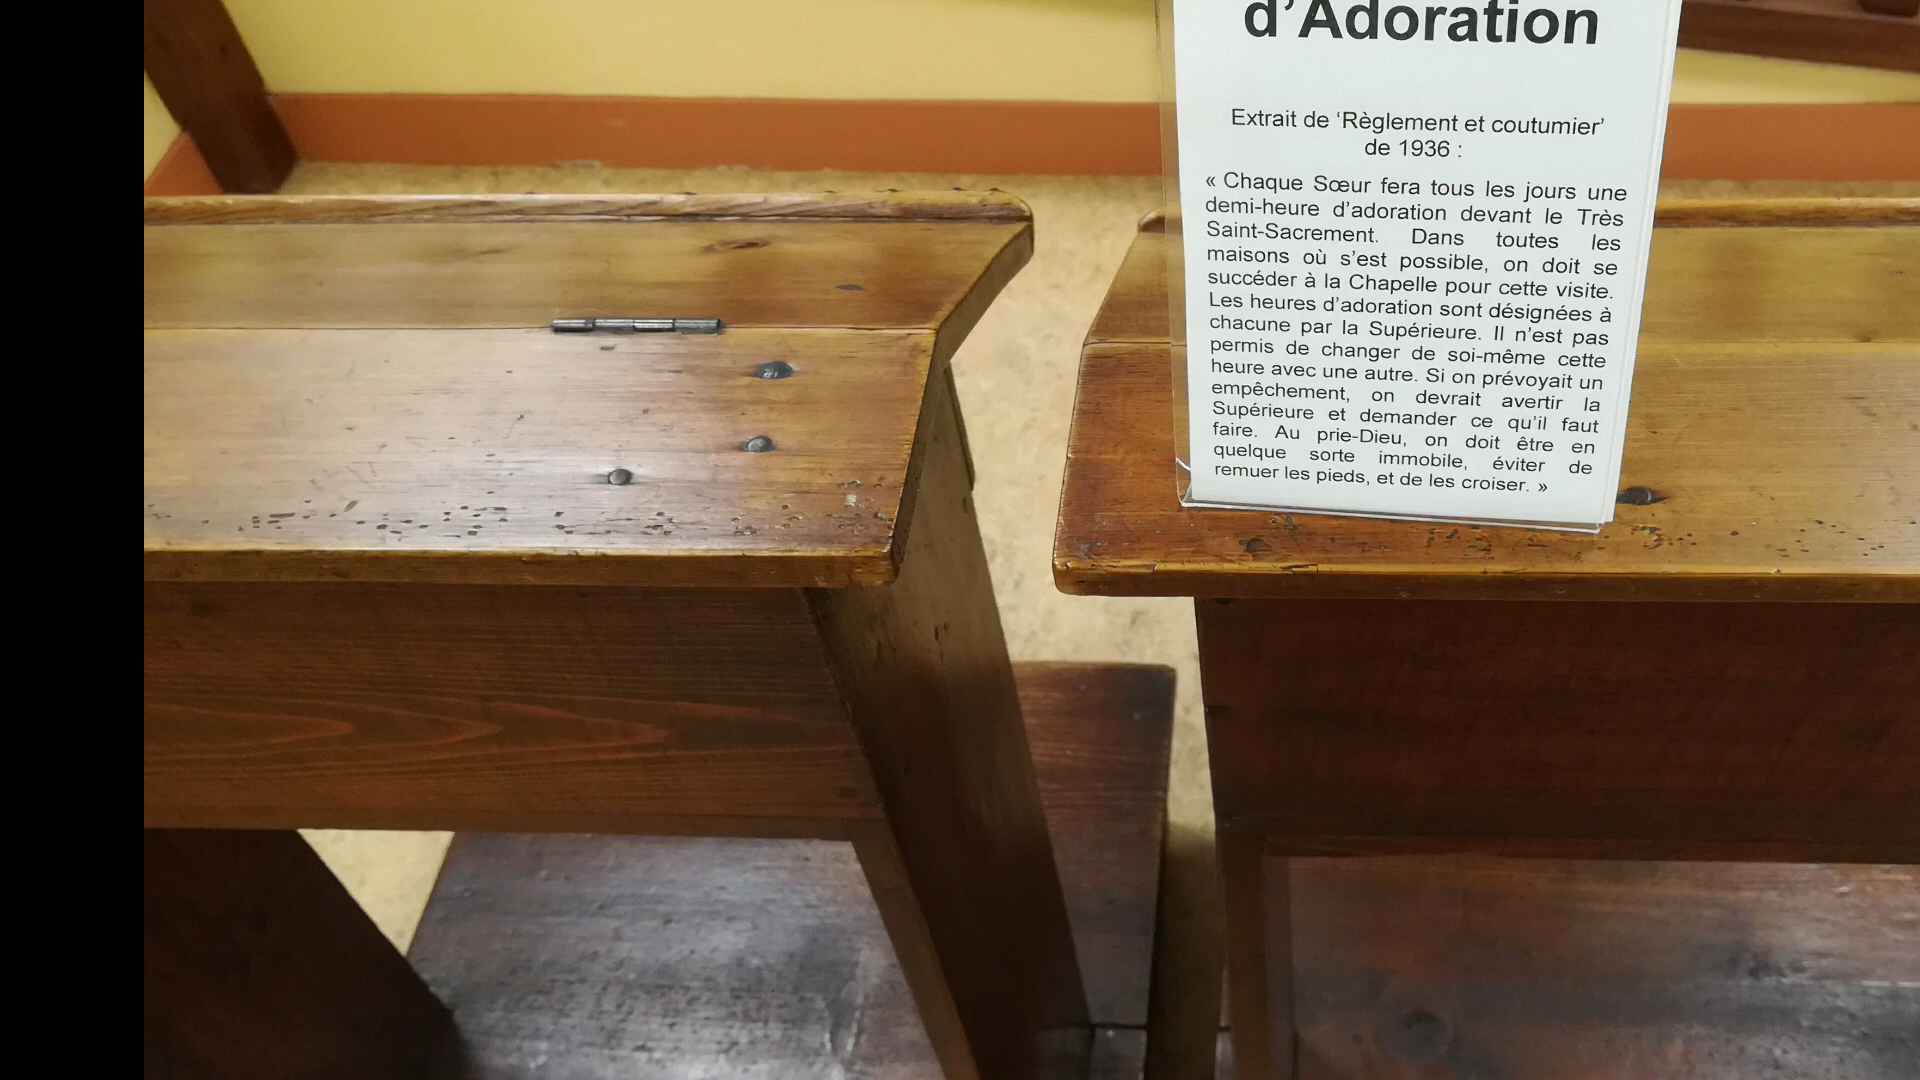 d’Adoration
Extrait de ‘Règlement et coutumier’
de 1936 :
« Chaque Sœur fera tous les jours une
demi-heure d’adoration devant le Très
Saint-Sacrement. Dans toutes les
maisons où s’est possible, on doit se
succéder à la Chapelle pour cette visite.
Les heures d’adoration sont désignées à
chacune par la Supérieure. Il n’est pas
permis de changer de soi-même cette
heure avec une autre. Si on prévoyait un
empêchement, on devrait avertir la
Supérieure et demander ce qu’il faut
faire. Au prie-Dieu, on doit être en
quelque sorte immobile, éviter de
remuer les pieds, et de les croiser. »